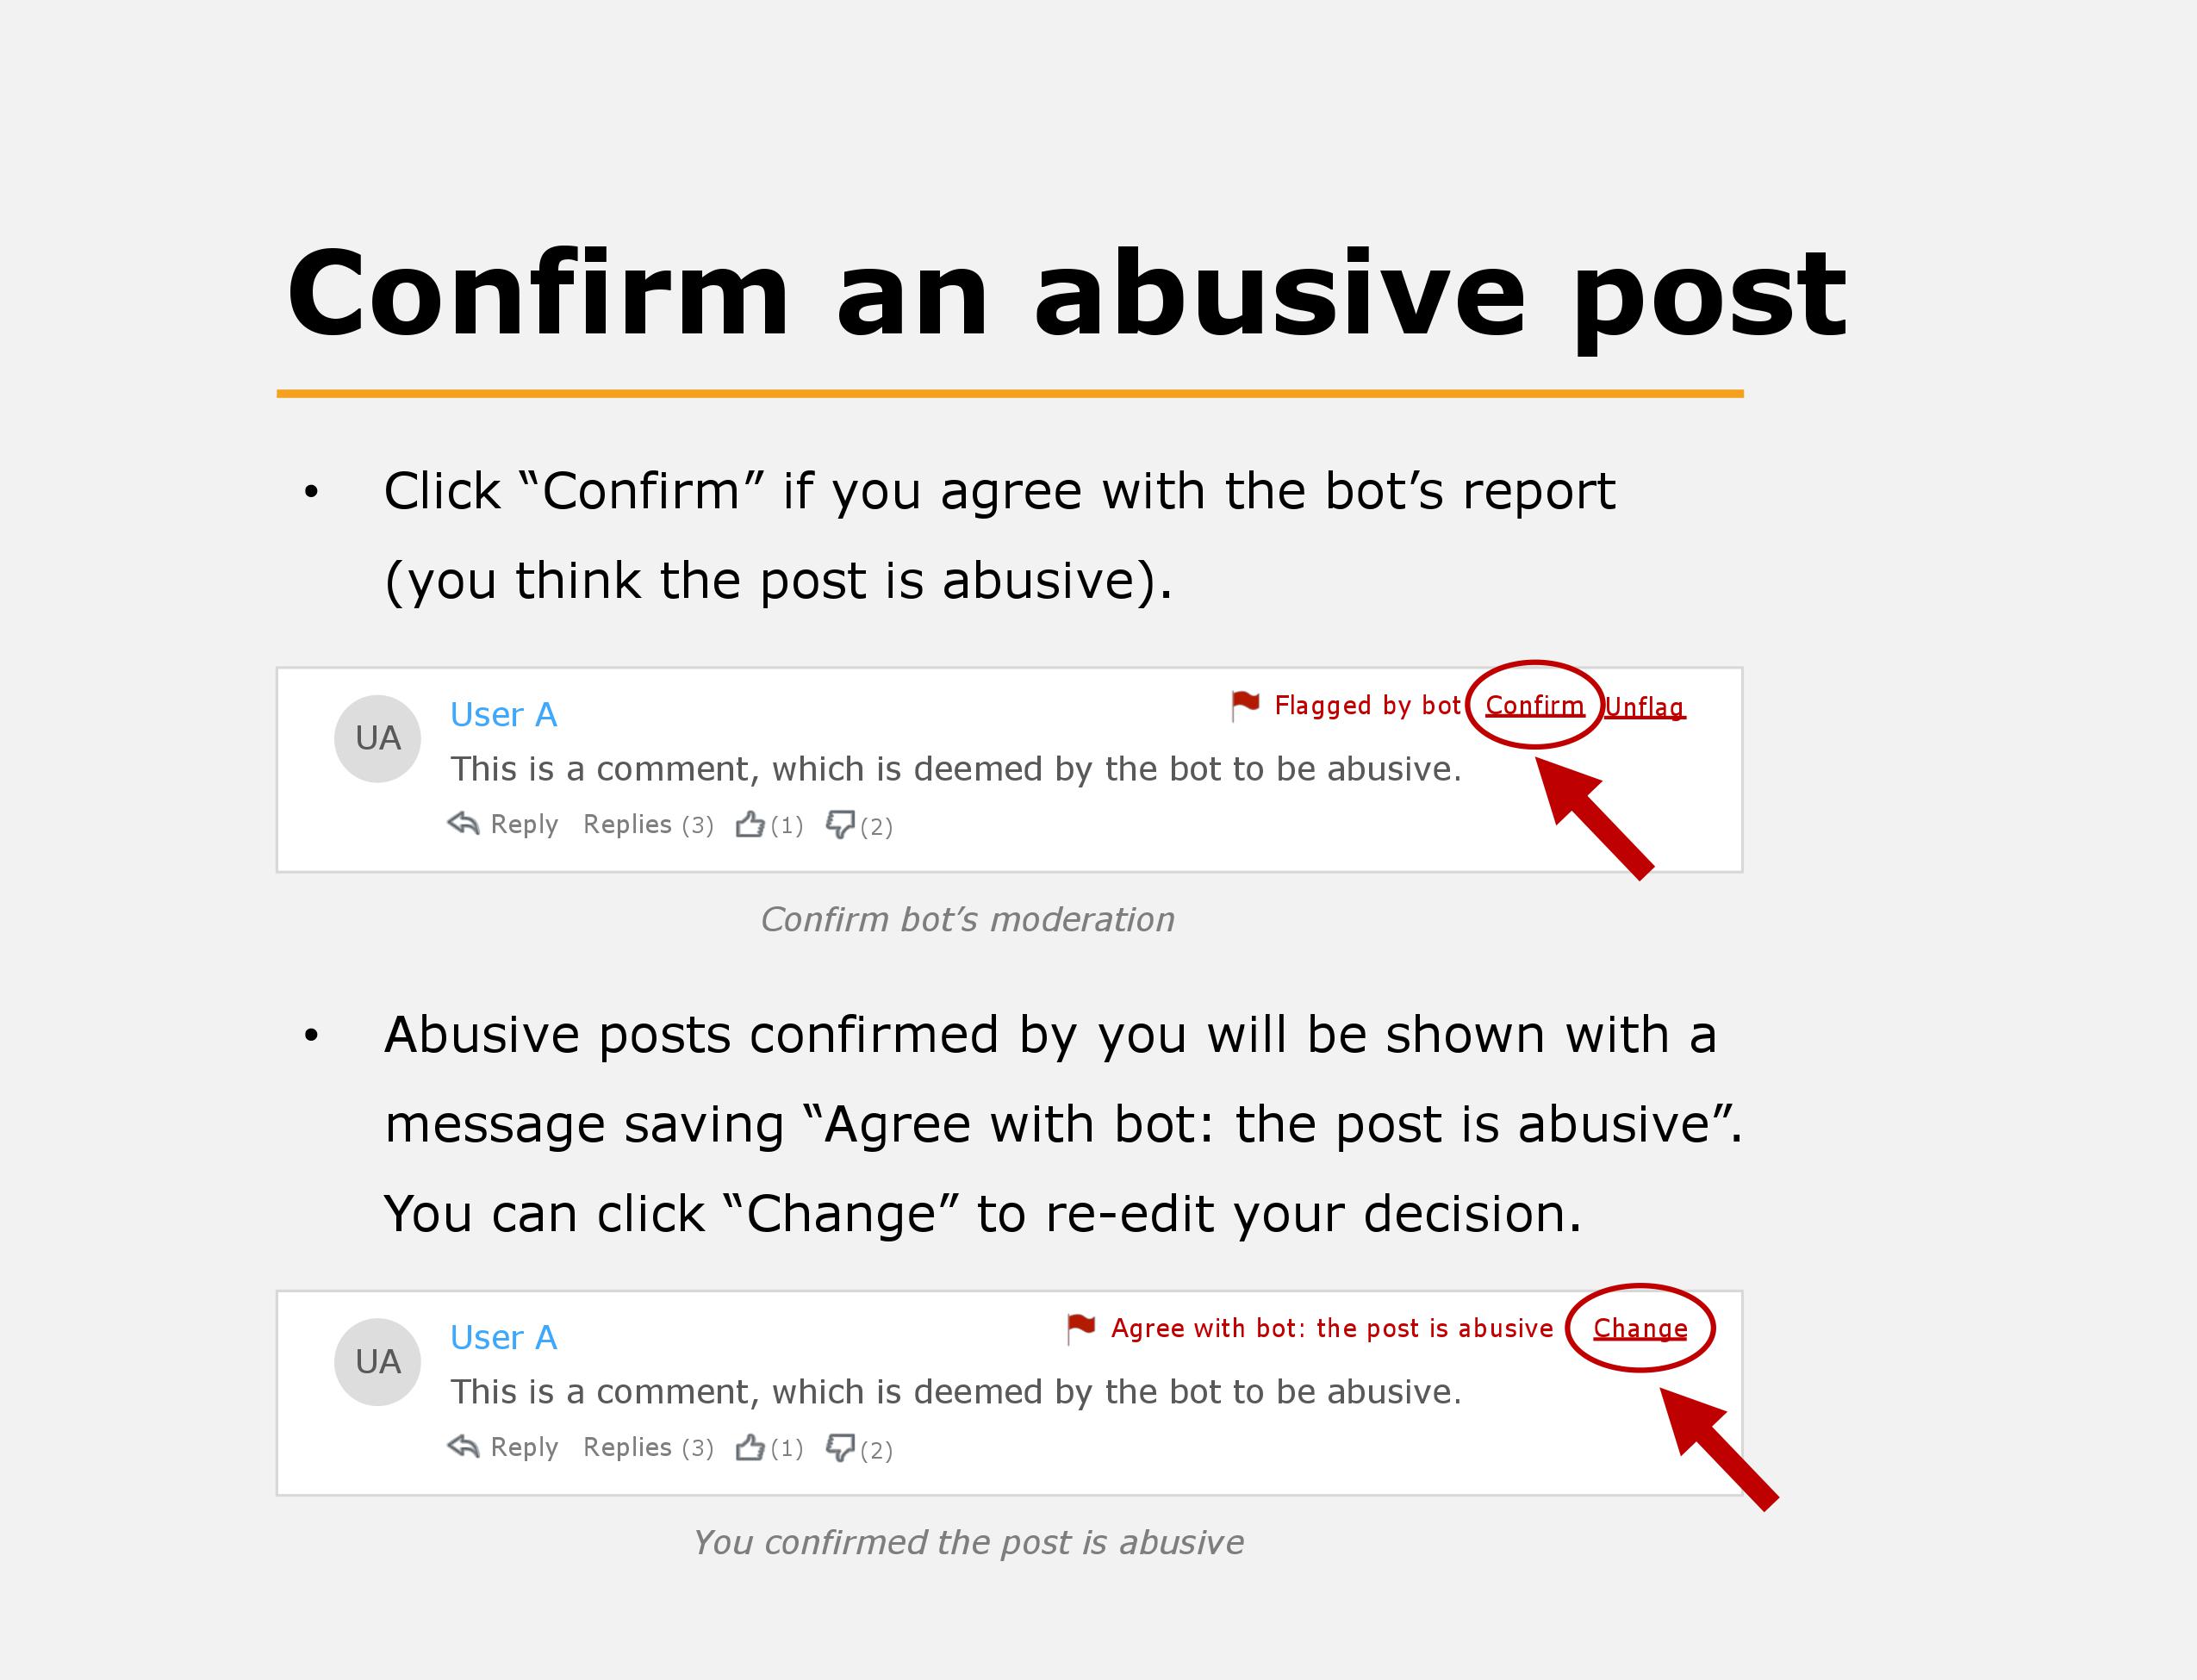 Confirm an abusive post
• Click “Confirm” if you agree with the bot’s report
(you think the post is abusive).
UA
User A
Flagged by bot Confirm Unflag
This is a comment, which is deemed by the bot to be abusive.
Reply Replies (3) (1) (2)
Confirm bot’s moderation
• Abusive posts confirmed by you will be shown with a
message saving “Agree with bot: the post is abusive”.
You can click “Change” to re-edit your decision.
UA
User A
Agree with bot: the post is abusive Change
This is a comment, which is deemed by the bot to be abusive.
Reply Replies (3) (1) (2)
You confirmed the post is abusive